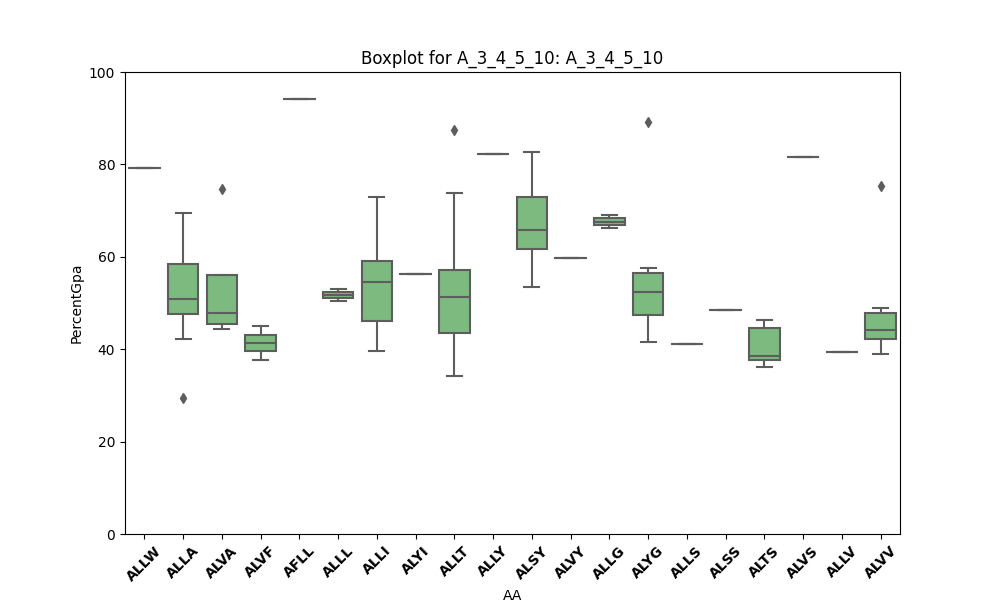 Boxplot for A_3_4_5_10: A_3_4_5_10
100
80
60
40
20
0
PercentGpa
ALLW ALLA ALVA ALVF AFLL ALLL ALLI ALYI ALLT ALLY ALSY ALVY ALLG ALYG ALLS ALSS ALTS ALVS ALLV ALVV
AA